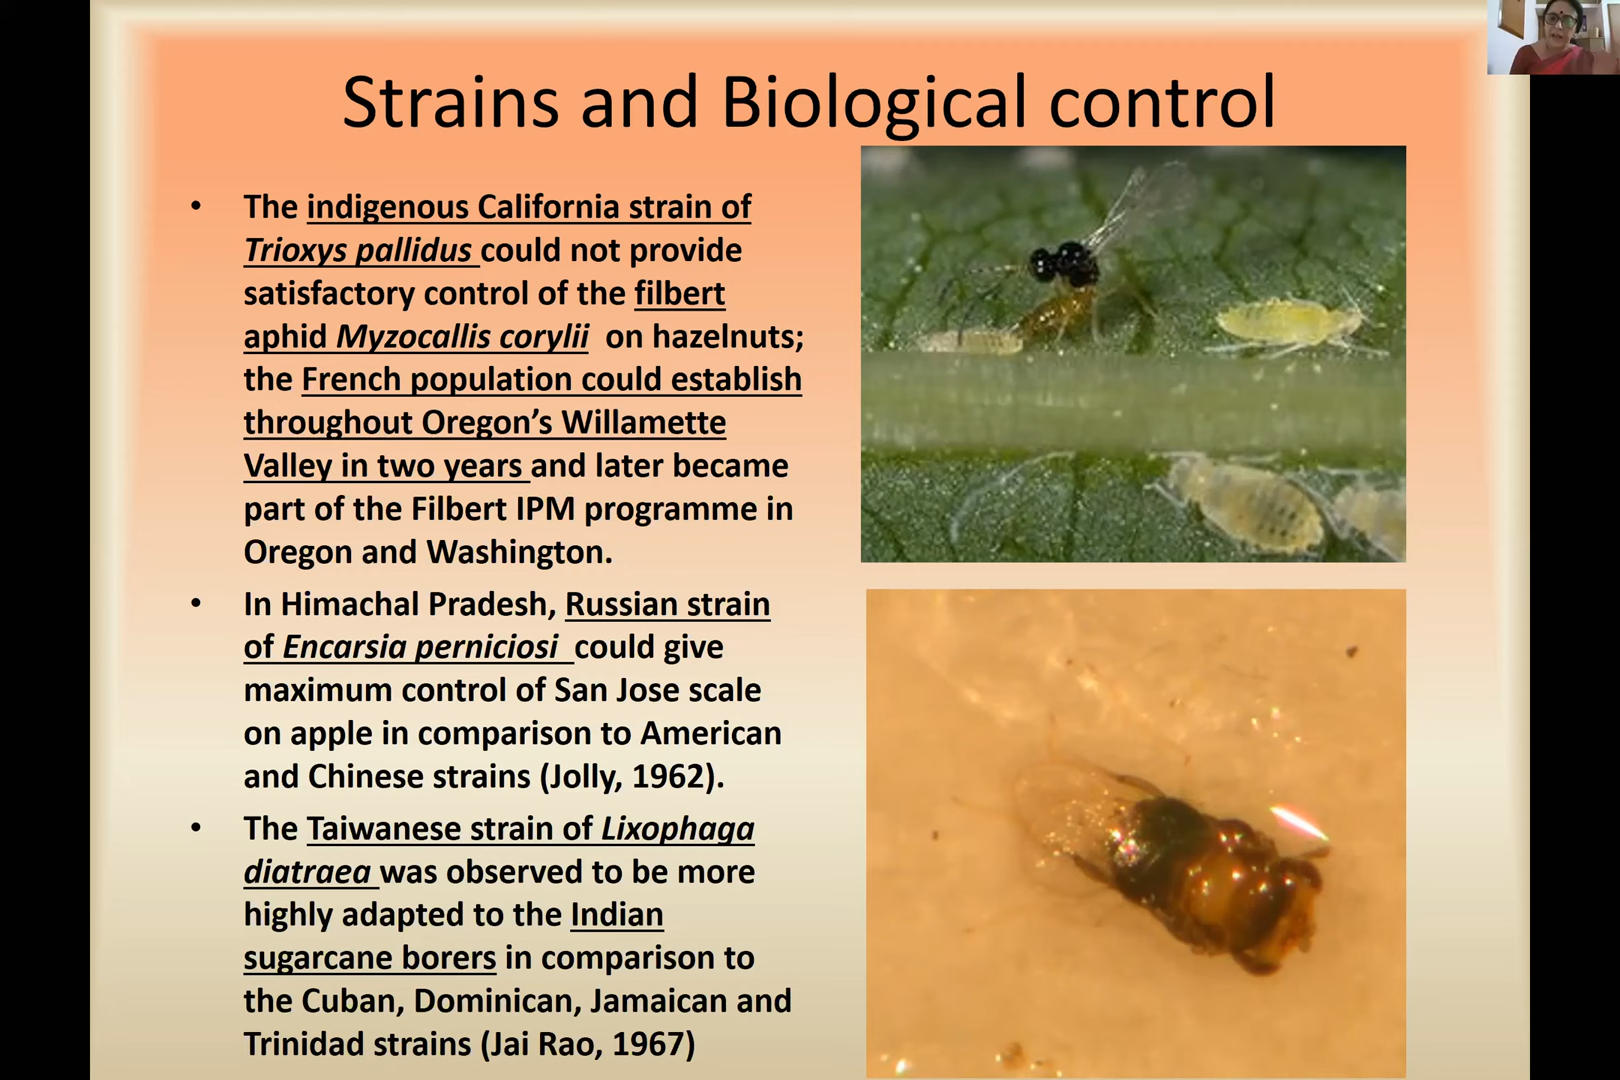 Strains and Biological control
• The indigenous California strain of
Trioxys pallidus could not provide
satisfactory control of the filbert
aphid Myzocallis corylii on hazelnuts;
the French population could establish
throughout Oregon’s Willamette
Valley in two years and later became
part of the Filbert IPM programme in
Oregon and Washington.
• In Himachal Pradesh, Russian strain
of Encarsia perniciosi could give
maximum control of San Jose scale
on apple in comparison to American
and Chinese strains (Jolly, 1962).
• The Taiwanese strain of Lixophaga
diatraea was observed to be more
highly adapted to the Indian
sugarcane borers in comparison to
the Cuban, Dominican, Jamaican and
Trinidad strains (Jai Rao, 1967)